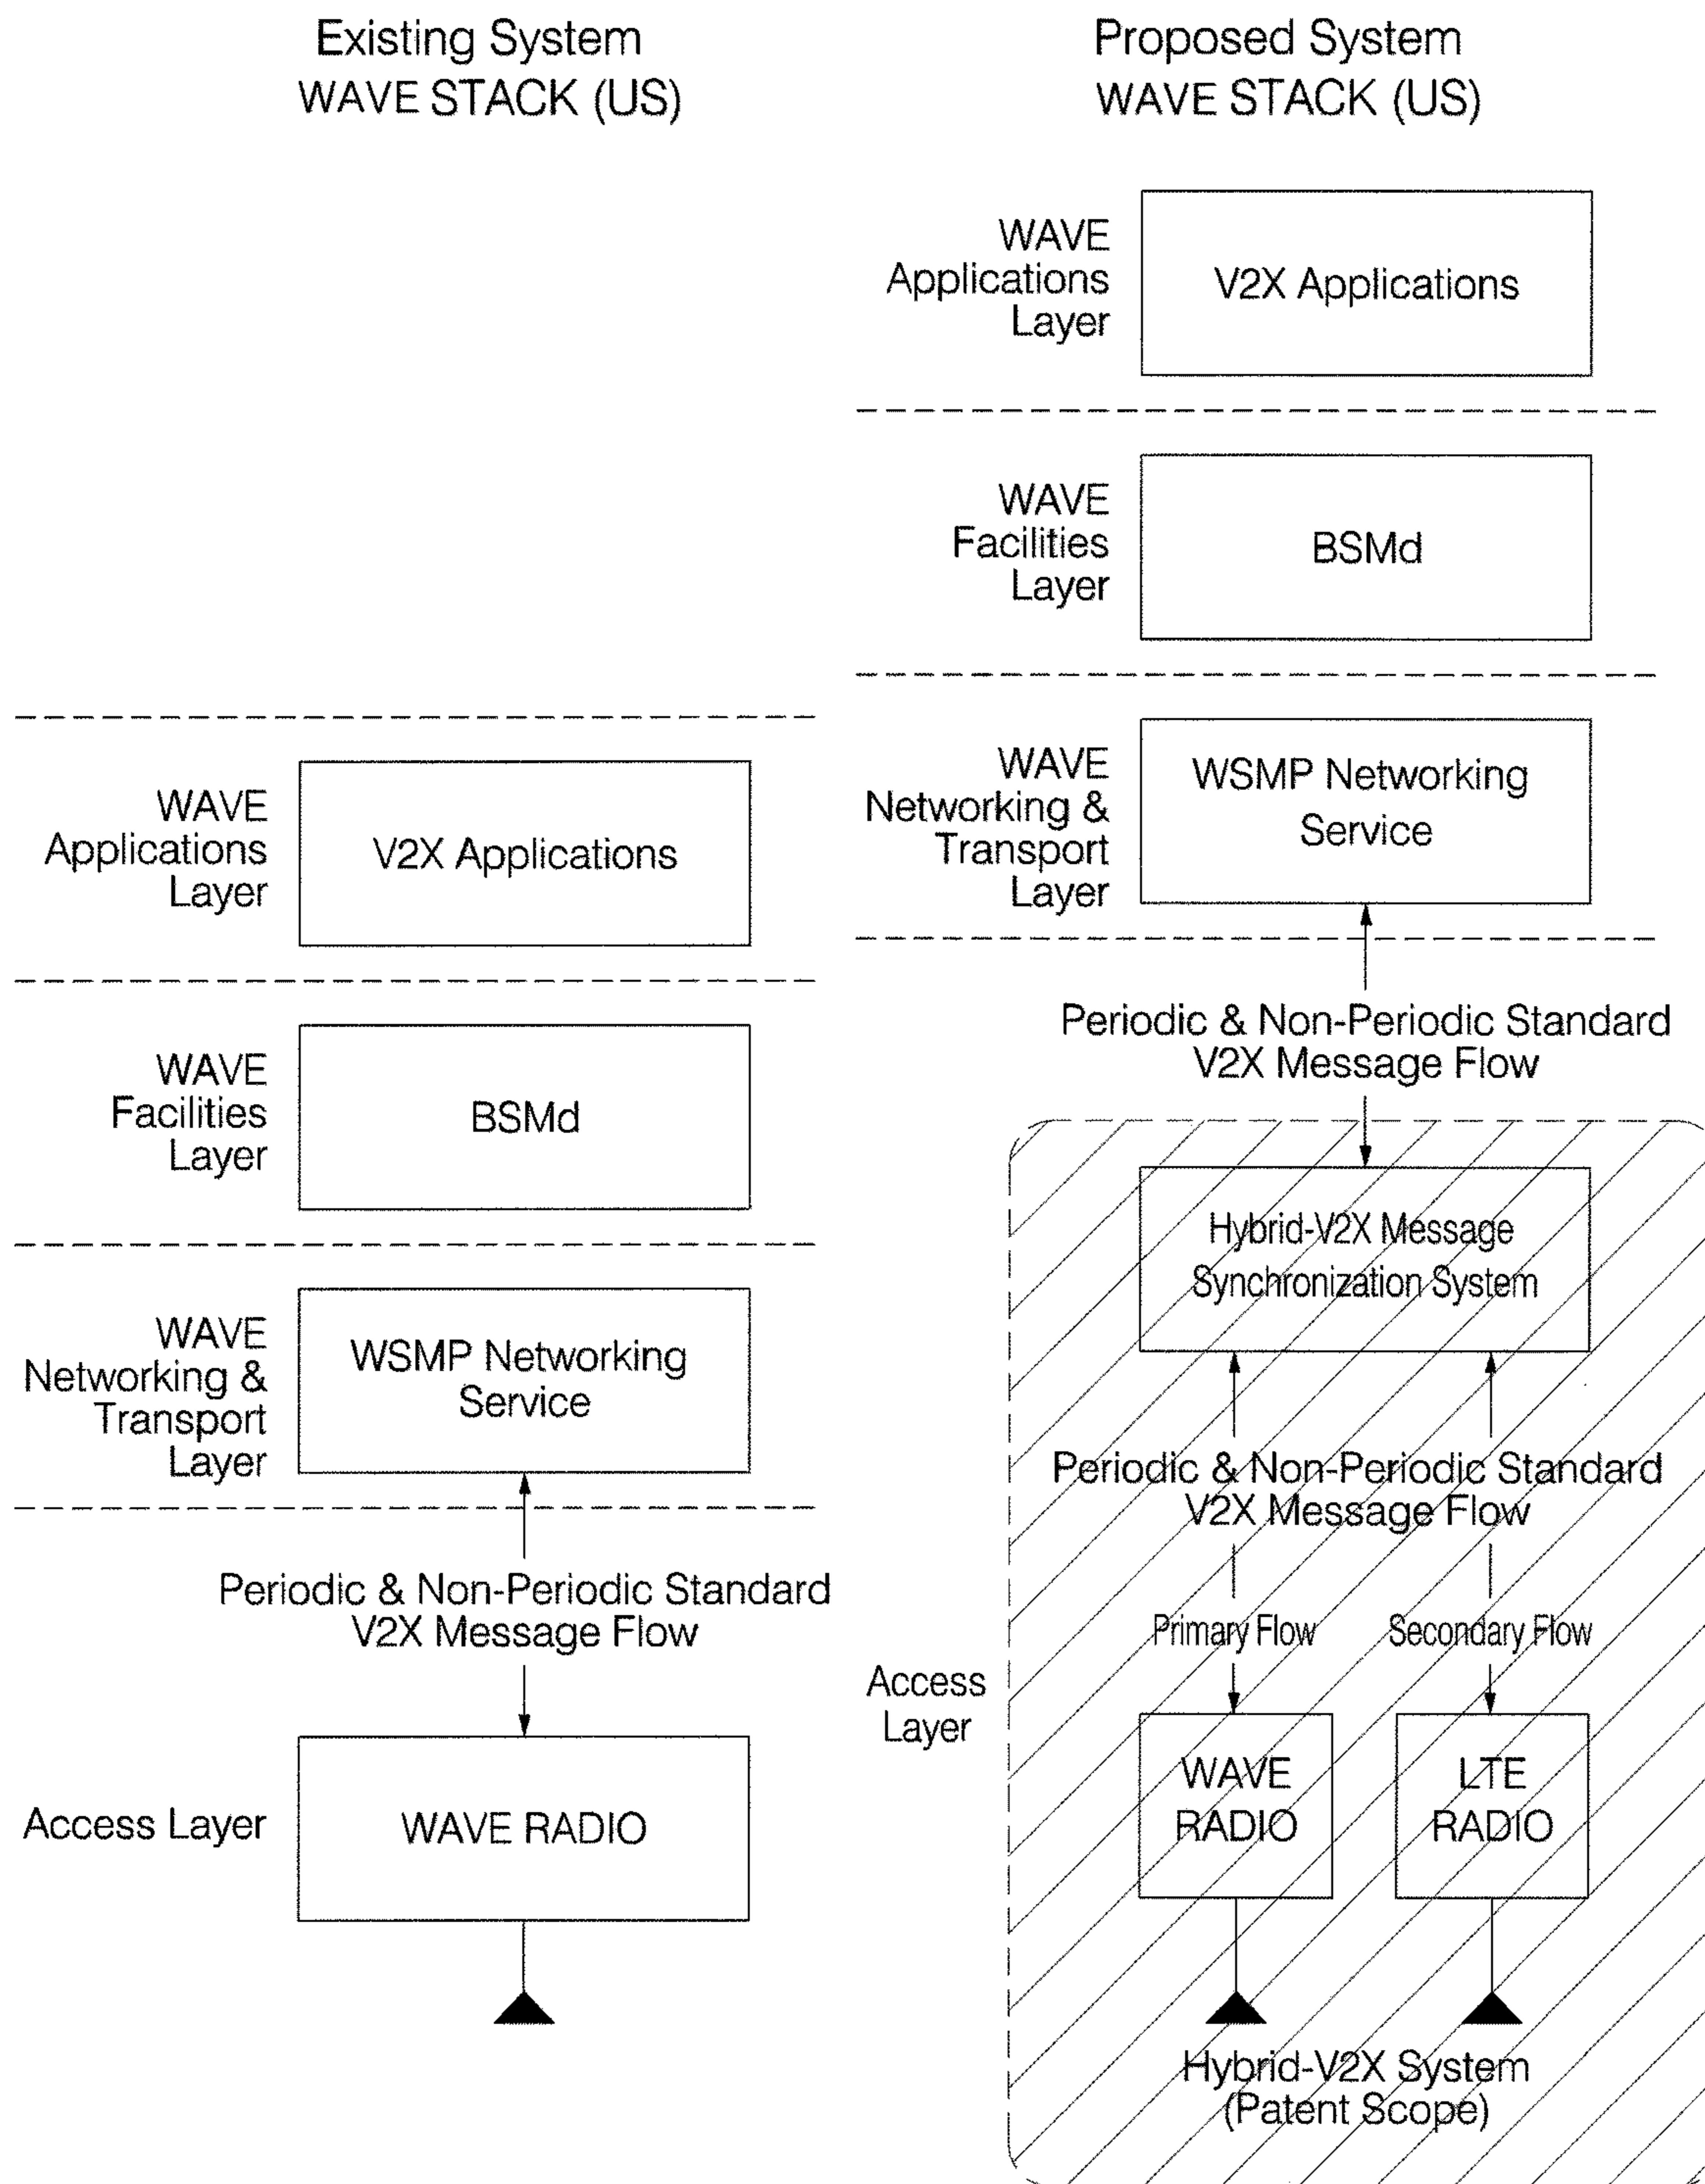 Existing System
WAVE STACK (US)
WAVE
Applications
Layer
V2X Applications
WAVE
Facilities
Layer
BSMd
WAVE
Networking &
Transport
Layer
WSMP Networking
Service
Periodic & Non-Periodic Standard
V2X Message Flow
Access Layer
WAVE RADIO
Proposed System
WAVE STACK (US)
WAVE
Applications
Layer
V2X Applications
WAVE
Facilities
Layer
BSMd
WAVE
Networking &
Transport
Layer
WSMP Networking
Service
Periodic & Non-Periodic Standard
V2X Message Flow
Hybrid-V2X Message
Synchronization System
Periodic & Non-Periodic Standard
V2X Message Flow
Primary Flow
Secondary Flow
Access
Layer
WAVE
RADIO
LTE
RADIO
Hybrid-V2X System
(Patent Scope)